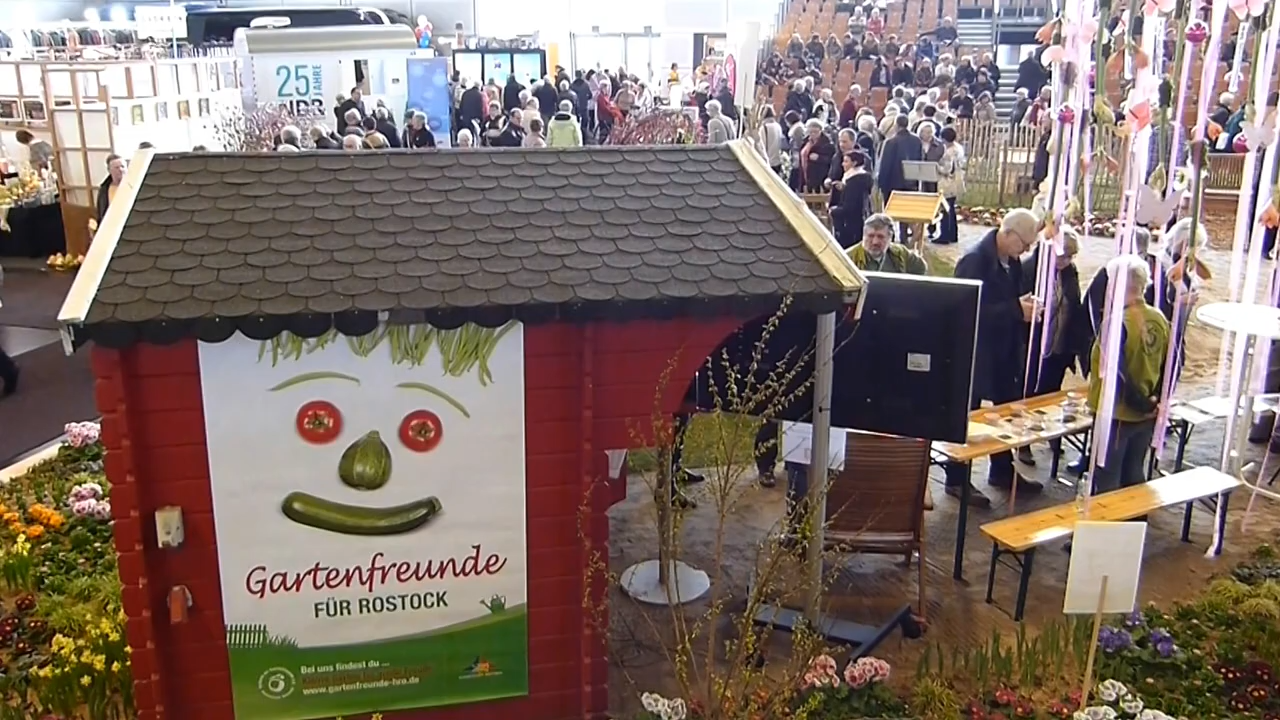 25 JAHRE
Gartenfreunde
FÜR ROSTOCK
Bei uns findest du ...
www.gartenfreunde-hro.de